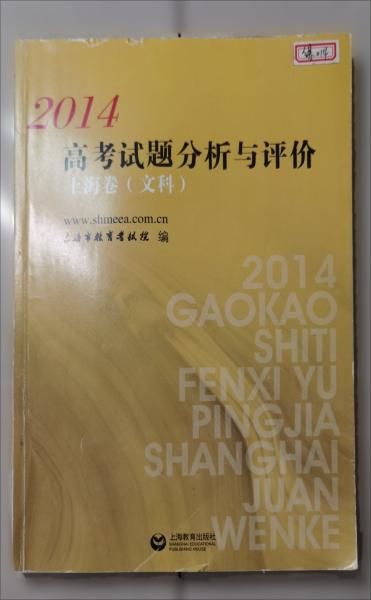 2014
高考试题分析与评价
上海卷（文科）
www.shmeea.com.cn
上海市教育考试院 编
2014
GAOKAO
SHITI
FENXI YU
PINGJIA
SHANGHAI
JUAN
WENKE
上海教育出版社
SHANGHAI EDUCATIONAL
PUBLISHING HOUSE